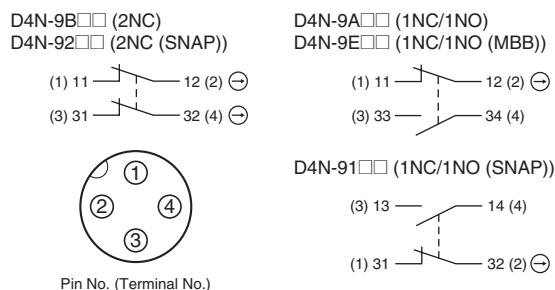 D4N-9B□□ (2NC)
D4N-92□□ (2NC (SNAP))
(1) 11 12 (2)
(3) 31 32 (4)
1
2 4
3
Pin No. (Terminal No.)
D4N-9A□□ (1NC/1NO)
D4N-9E□□ (1NC/1NO (MBB))
(1) 11 12 (2)
(3) 33 34 (4)
D4N-91□□ (1NC/1NO (SNAP))
(3) 13 14 (4)
(1) 31 32 (2)